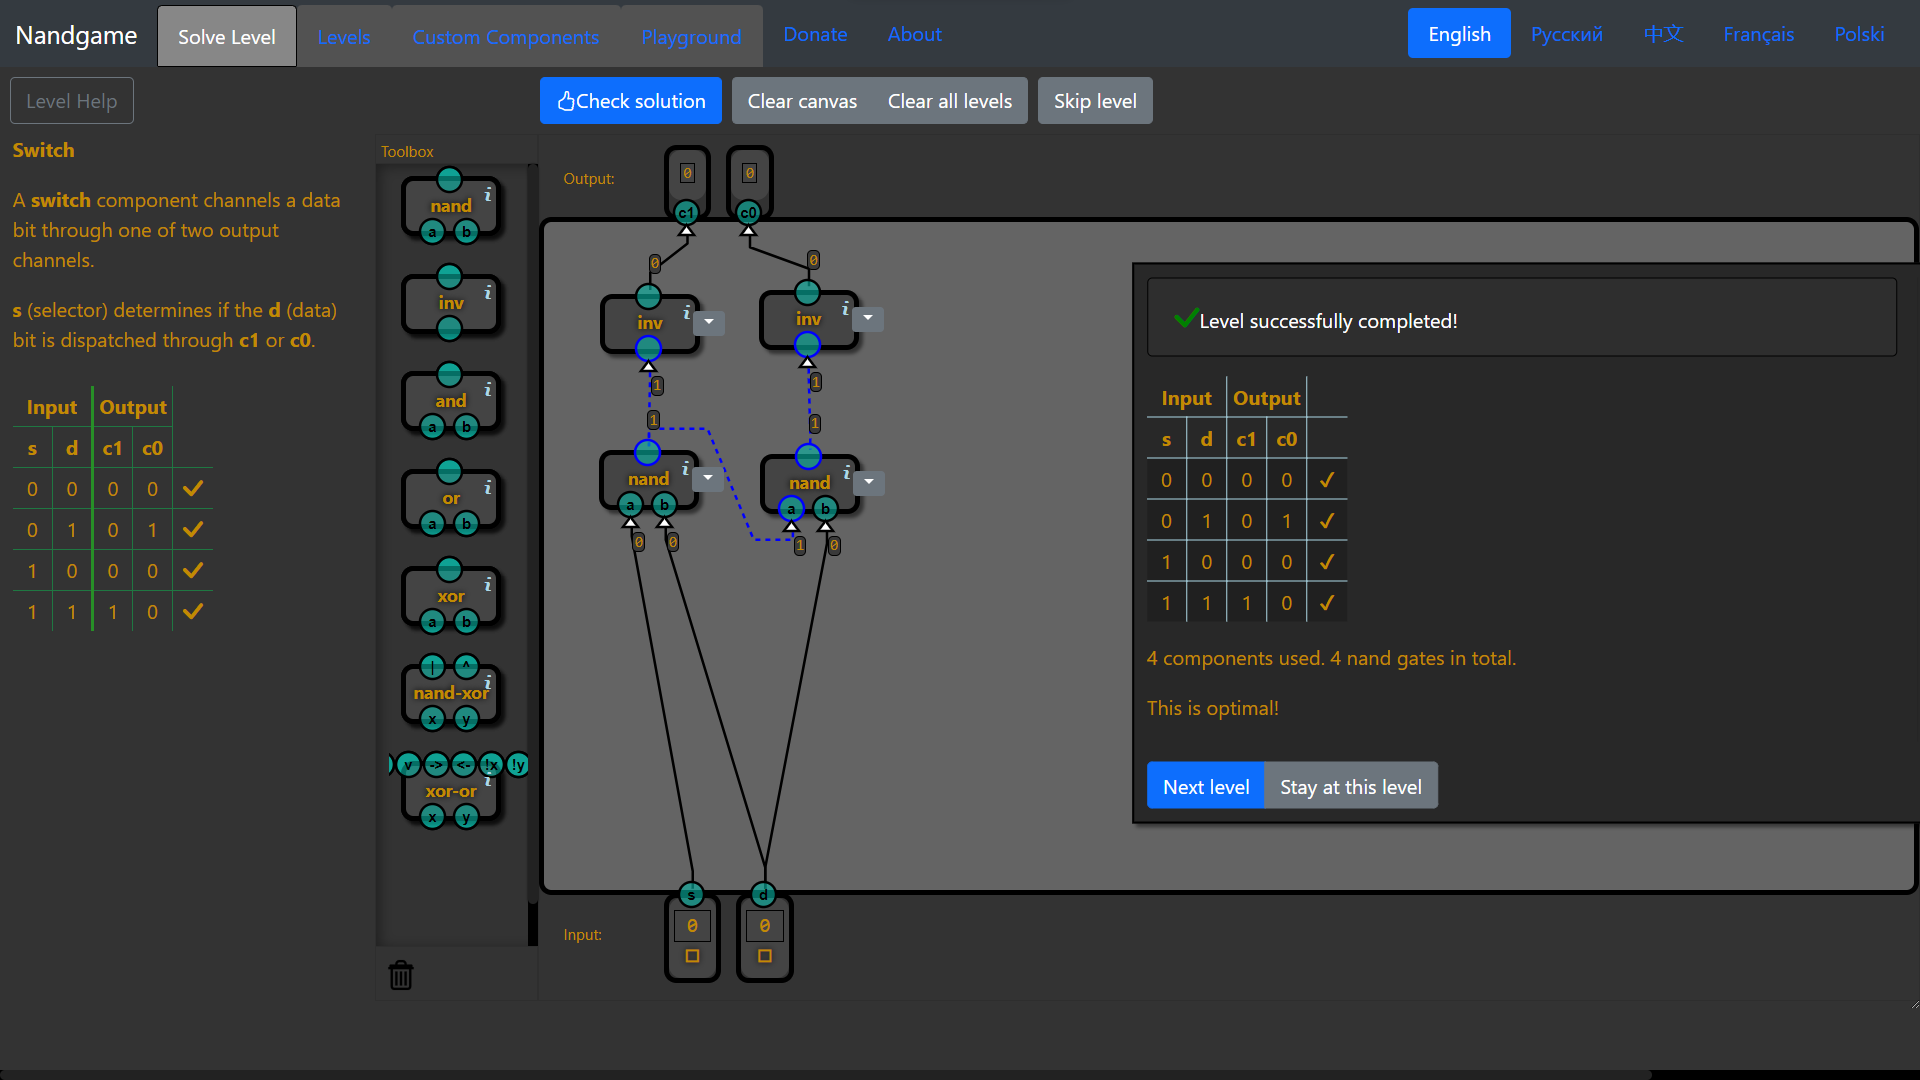 Nandgame
Solve Level
Levels
Custom Components
Playground
Donate
About
English
Русский
中文
Français
Polski
Level Help
Check solution
Clear canvas
Clear all levels
Skip level
Switch
A switch component channels a data
bit through one of two output
channels.
s (selector) determines if the d (data)
bit is dispatched through c1 or c0.
Input Output
s d c1 c0
0 0 0 0
0 1 0 1
1 0 0 0
1 1 1 0
Toolbox
nand
a b
inv
and
a b
or
a b
xor
a b
| ^
nand-xor
x y
v -> <- !x !y
xor-or
x y
Output:
0 0
c1 c0
0 0
inv inv
1 1
1 1
nand nand
a b a b
0 0 1 0
s d
Input:
0 0
Level successfully completed!
Input Output
s d c1 c0
0 0 0 0 ✓
0 1 0 1 ✓
1 0 0 0 ✓
1 1 1 0 ✓
4 components used. 4 nand gates in total.
This is optimal!
Next level
Stay at this level